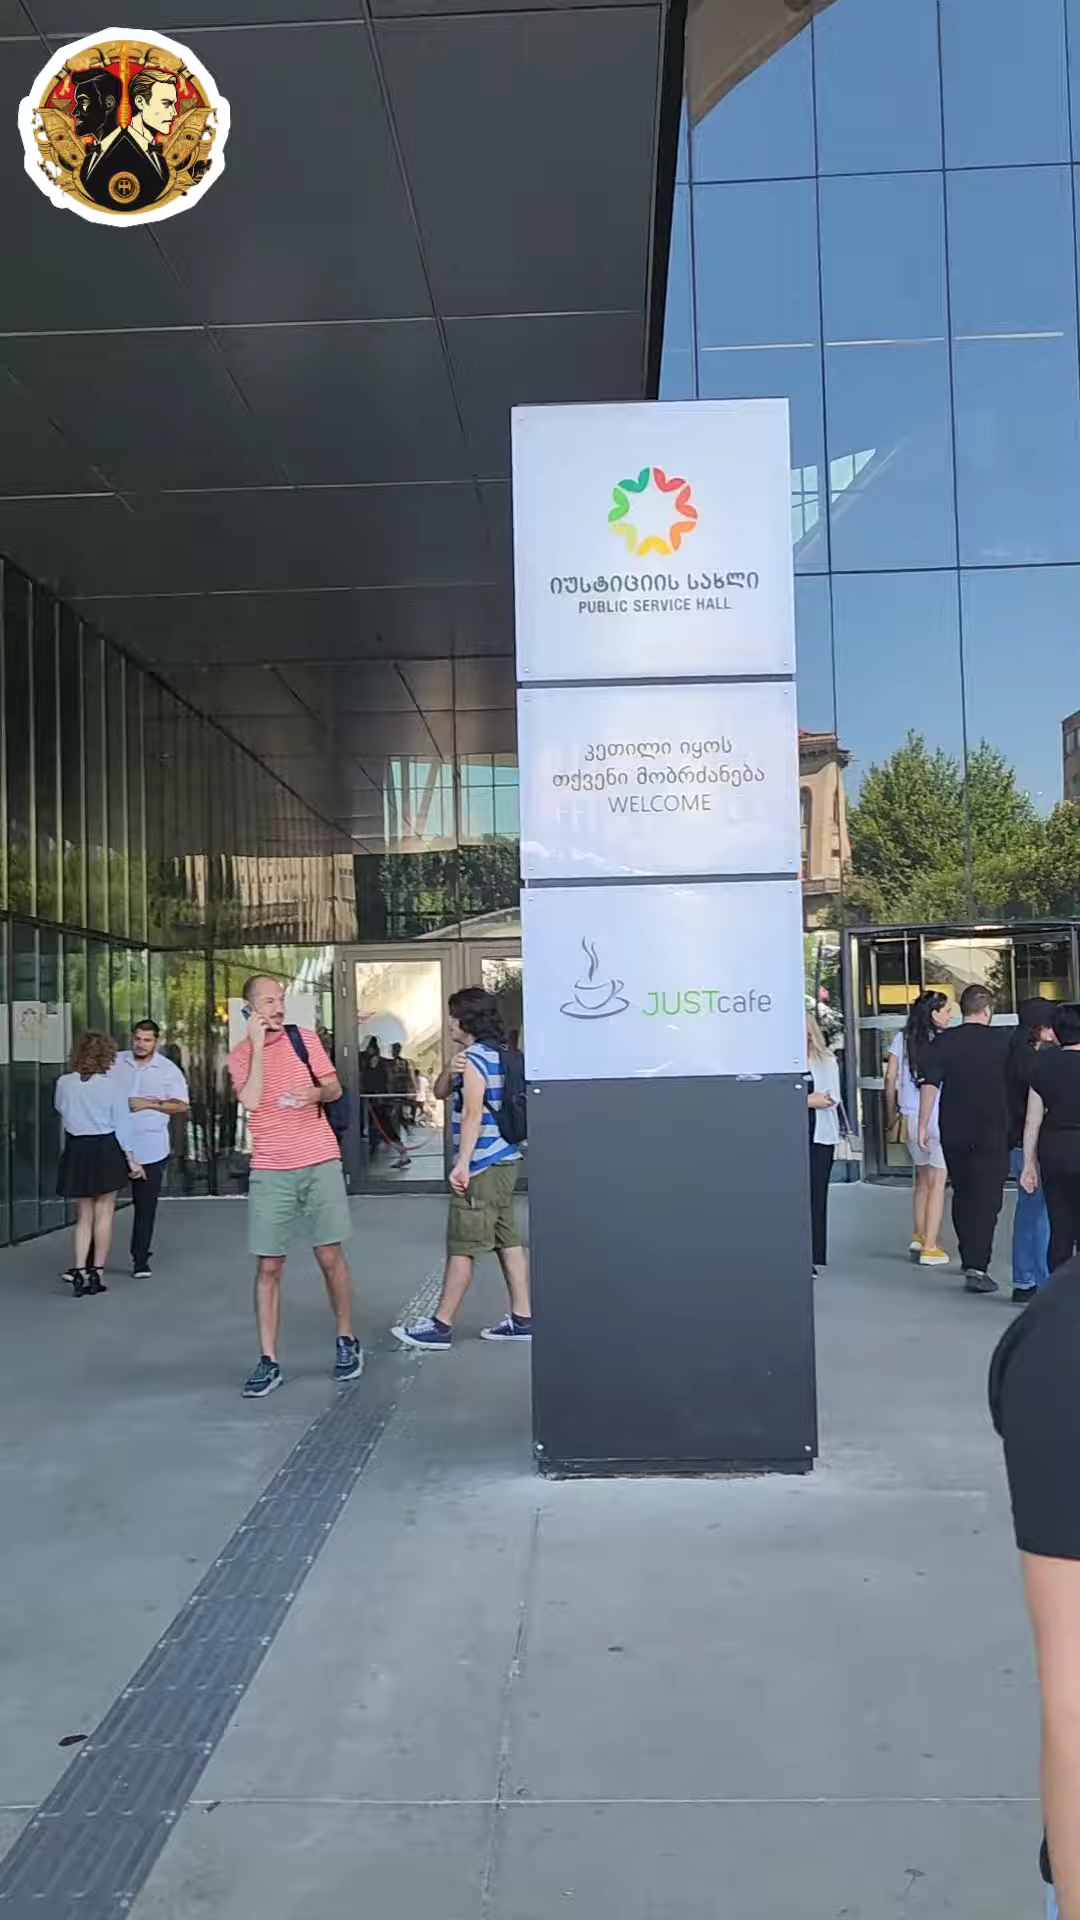 იუსტიციის სახლი
PUBLIC SERVICE HALL
კეთილი იყოს
თქვენი მობრძანება
WELCOME
JUSTcafe